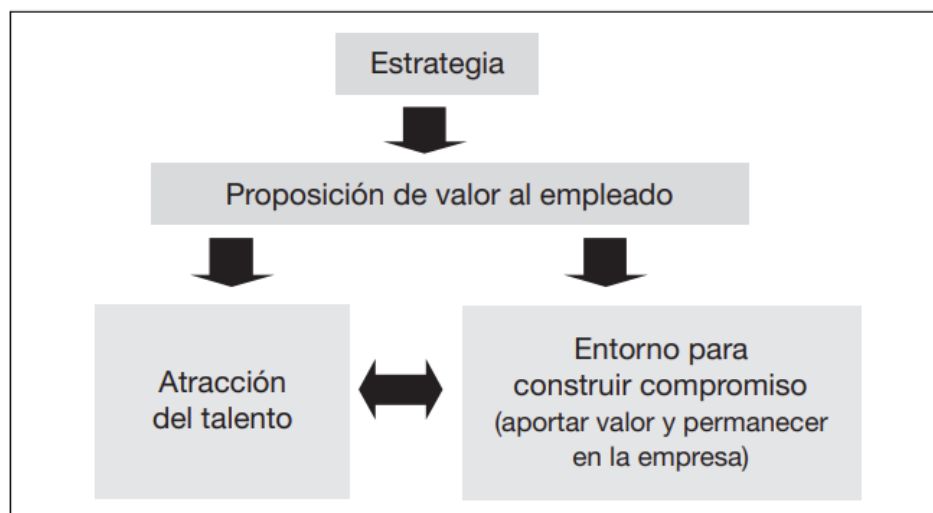 Estrategia
Proposición de valor al empleado
Atracción
del talento
Entorno para
construir compromiso
(aportar valor y permanecer
en la empresa)